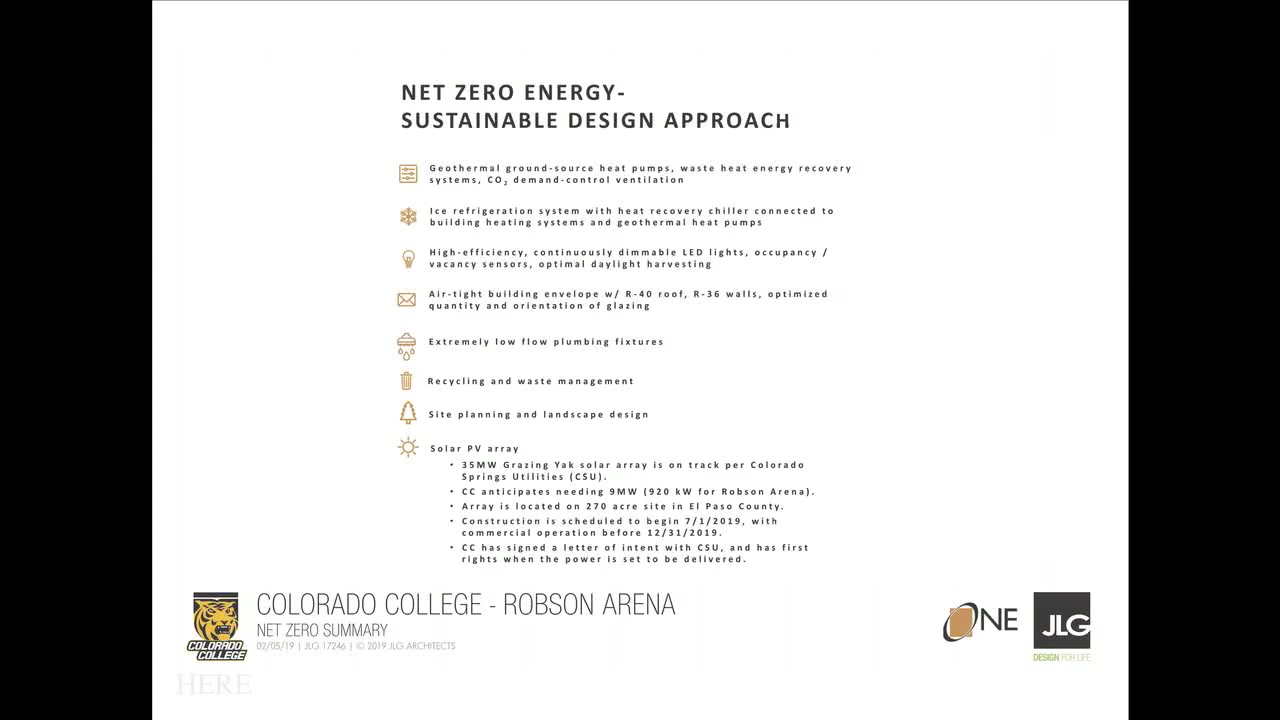 NET ZERO ENERGY-
SUSTAINABLE DESIGN APPROACH
Geothermal ground-source heat pumps, waste heat energy recovery
systems, CO2 demand-control ventilation
Ice refrigeration system with heat recovery chiller connected to
building heating systems and geothermal heat pumps
High-efficiency, continuously dimmable LED lights, occupancy /
vacancy sensors, optimal daylight harvesting
Air-tight building envelope w/ R-40 roof, R-36 walls, optimized
quantity and orientation of glazing
Extremely low flow plumbing fixtures
Recycling and waste management
Site planning and landscape design
Solar PV array
• 35MW Grazing Yak solar array is on track per Colorado
Springs Utilities (CSU).
• CC anticipates needing 9MW (920 kW for Robson Arena).
• Array is located on 270 acre site in El Paso County.
• Construction is scheduled to begin 7/1/2019, with
commercial operation before 12/31/2019.
• CC has signed a letter of intent with CSU, and has first
rights when the power is set to be delivered.
COLORADO COLLEGE - ROBSON ARENA
NET ZERO SUMMARY
02/05/19 | JLG 17246 | © 2019 JLG ARCHITECTS
COLORADO
COLLEGE
ONE
JLG
DESIGN FOR LIFE
HERE